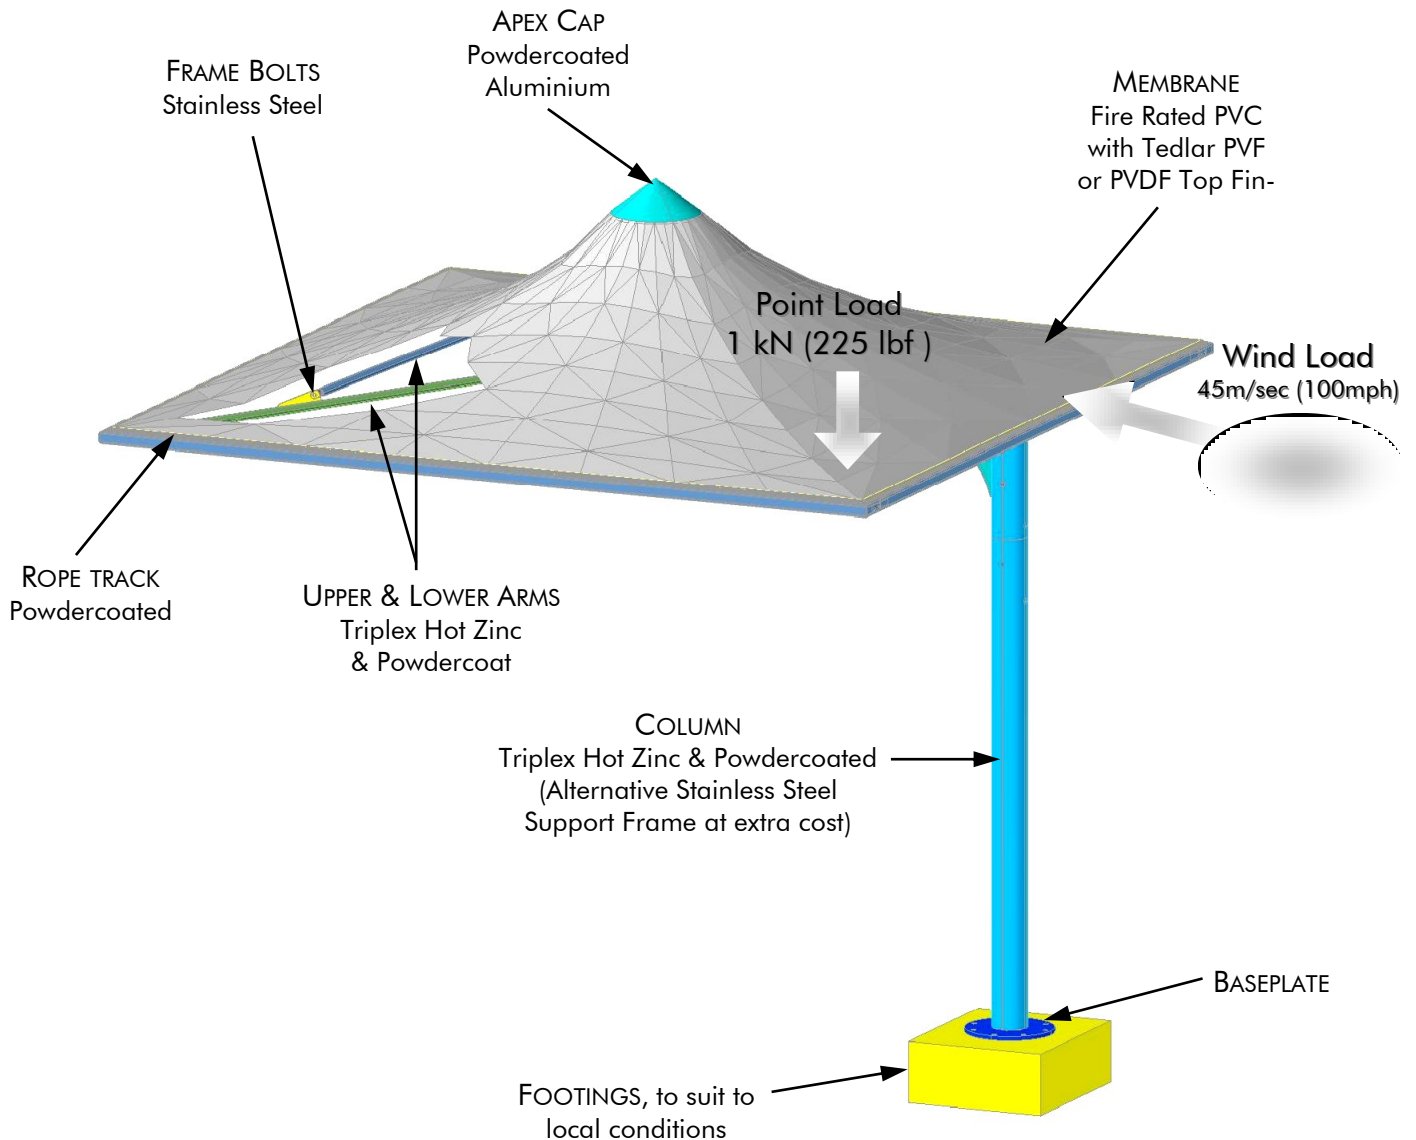 APEX CAP
Powdercoated
Aluminium
FRAME BOLTS
Stainless Steel
MEMBRANE
Fire Rated PVC
with Tedlar PVF
or PVDF Top Fin-
Point Load
1 kN (225 lbf )
Wind Load
45m/sec (100mph)
ROPE TRACK
Powdercoated
UPPER & LOWER ARMS
Triplex Hot Zinc
& Powdercoat
COLUMN
Triplex Hot Zinc & Powdercoated
(Alternative Stainless Steel
Support Frame at extra cost)
BASEPLATE
FOOTINGS, to suit to
local conditions